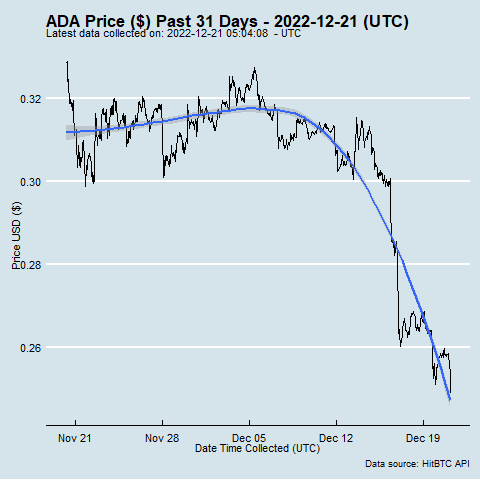 ADA Price ($) Past 31 Days - 2022-12-21 (UTC)
Latest data collected on: 2022-12-21 05:04:08  - UTC
0.32
0.30
0.28
0.26
Price USD ($)
Nov 21 Nov 28 Dec 05 Dec 12 Dec 19
Date Time Collected (UTC)
Data source: HitBTC API